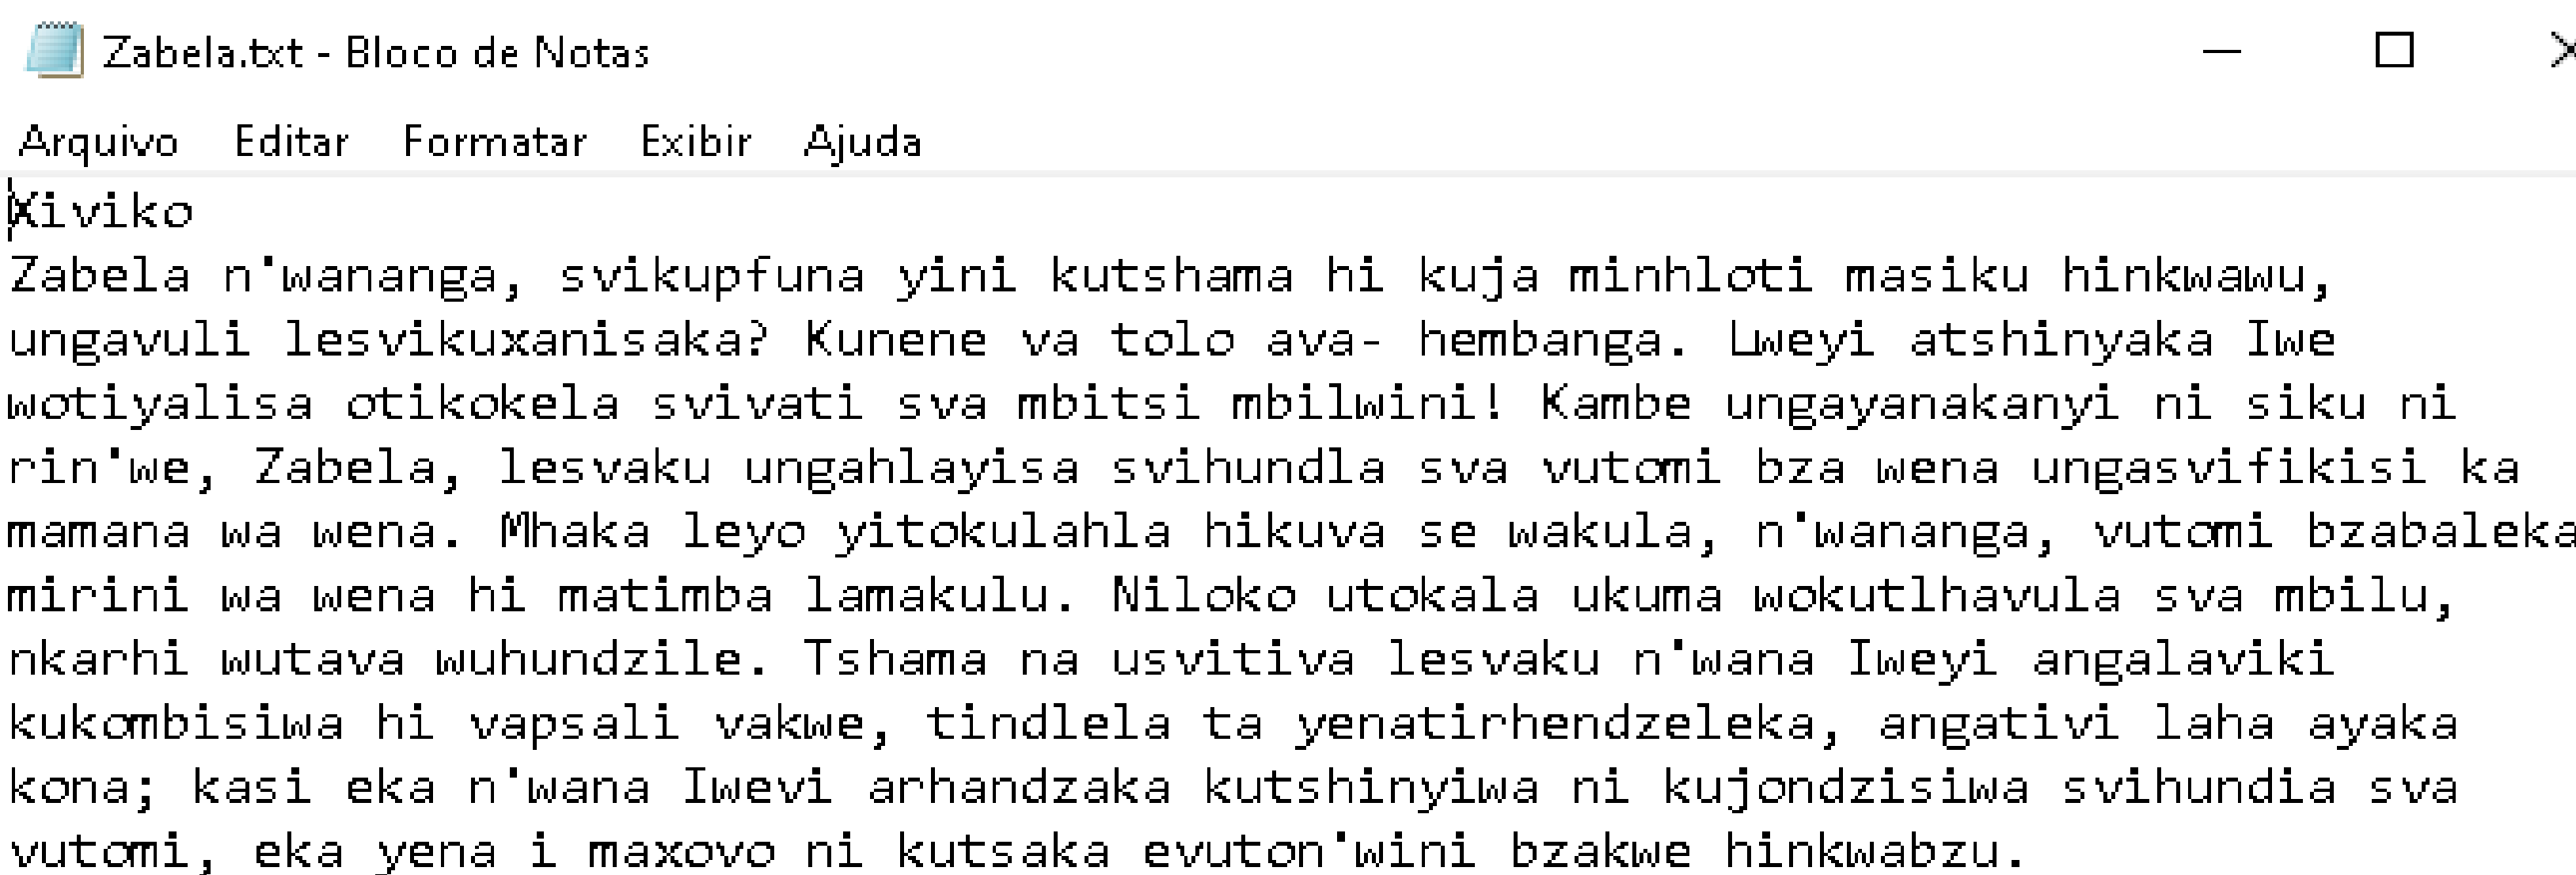 Zabela.txt - Bloco de Notas
Arquivo Editar Formatar Exibir Ajuda
Xiviko
Zabela n'wananga, svikupfuna yini kutshama hi kuja minhloti masiku hinkwawu,
ungavuli lesvikuxanisaka? Kunene va tolo ava- hembanga. Lweyi atshinyaka Iwe
wotiyalisa otikokela svivati sva mbitsi mbilwini! Kambe ungayanakanyi ni siku ni
rin'we, Zabela, lesvaku ungahlayisa svihundla sva vutomi bza wena ungasvifikisi ka
mamana wa wena. Mhaka leyo yitokulahla hikuva se wakula, n'wananga, vutomi bzabaleka
mirini wa wena hi matimba lamakulu. Niloko utokala ukuma wokutlhavula sva mbilu,
nkarhi wutava wuhundzile. Tshama na usvitiva lesvaku n'wana Iweyi angalaviki
kukombisiwa hi vapsali vakwe, tindlela ta yenatirhendzeleka, angativi laha ayaka
kona; kasi eka n'wana Iwevi arhandzaka kutshinyiwa ni kujondzisiwa svihundia sva
vutomi, eka yena i maxovo ni kutsaka evuton'wini bzakwe hinkwabzu.